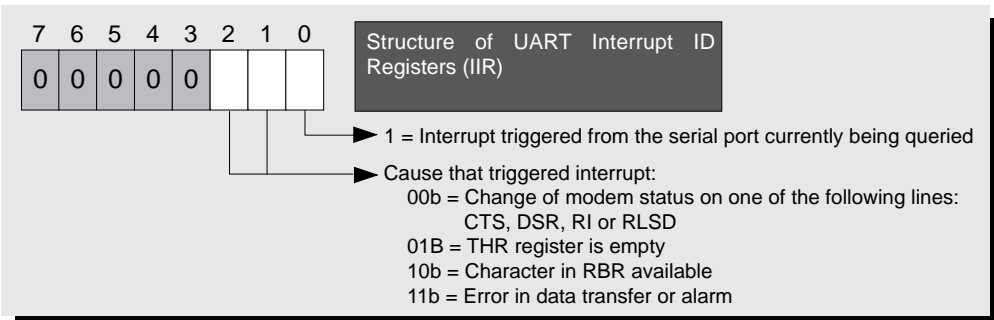 7 6 5 4 3 2 1 0
0 0 0 0 0
Structure of UART Interrupt ID
Registers (IIR)
1 = Interrupt triggered from the serial port currently being queried
Cause that triggered interrupt:
00b = Change of modem status on one of the following lines:
CTS, DSR, RI or RLSD
01B = THR register is empty
10b = Character in RBR available
11b = Error in data transfer or alarm